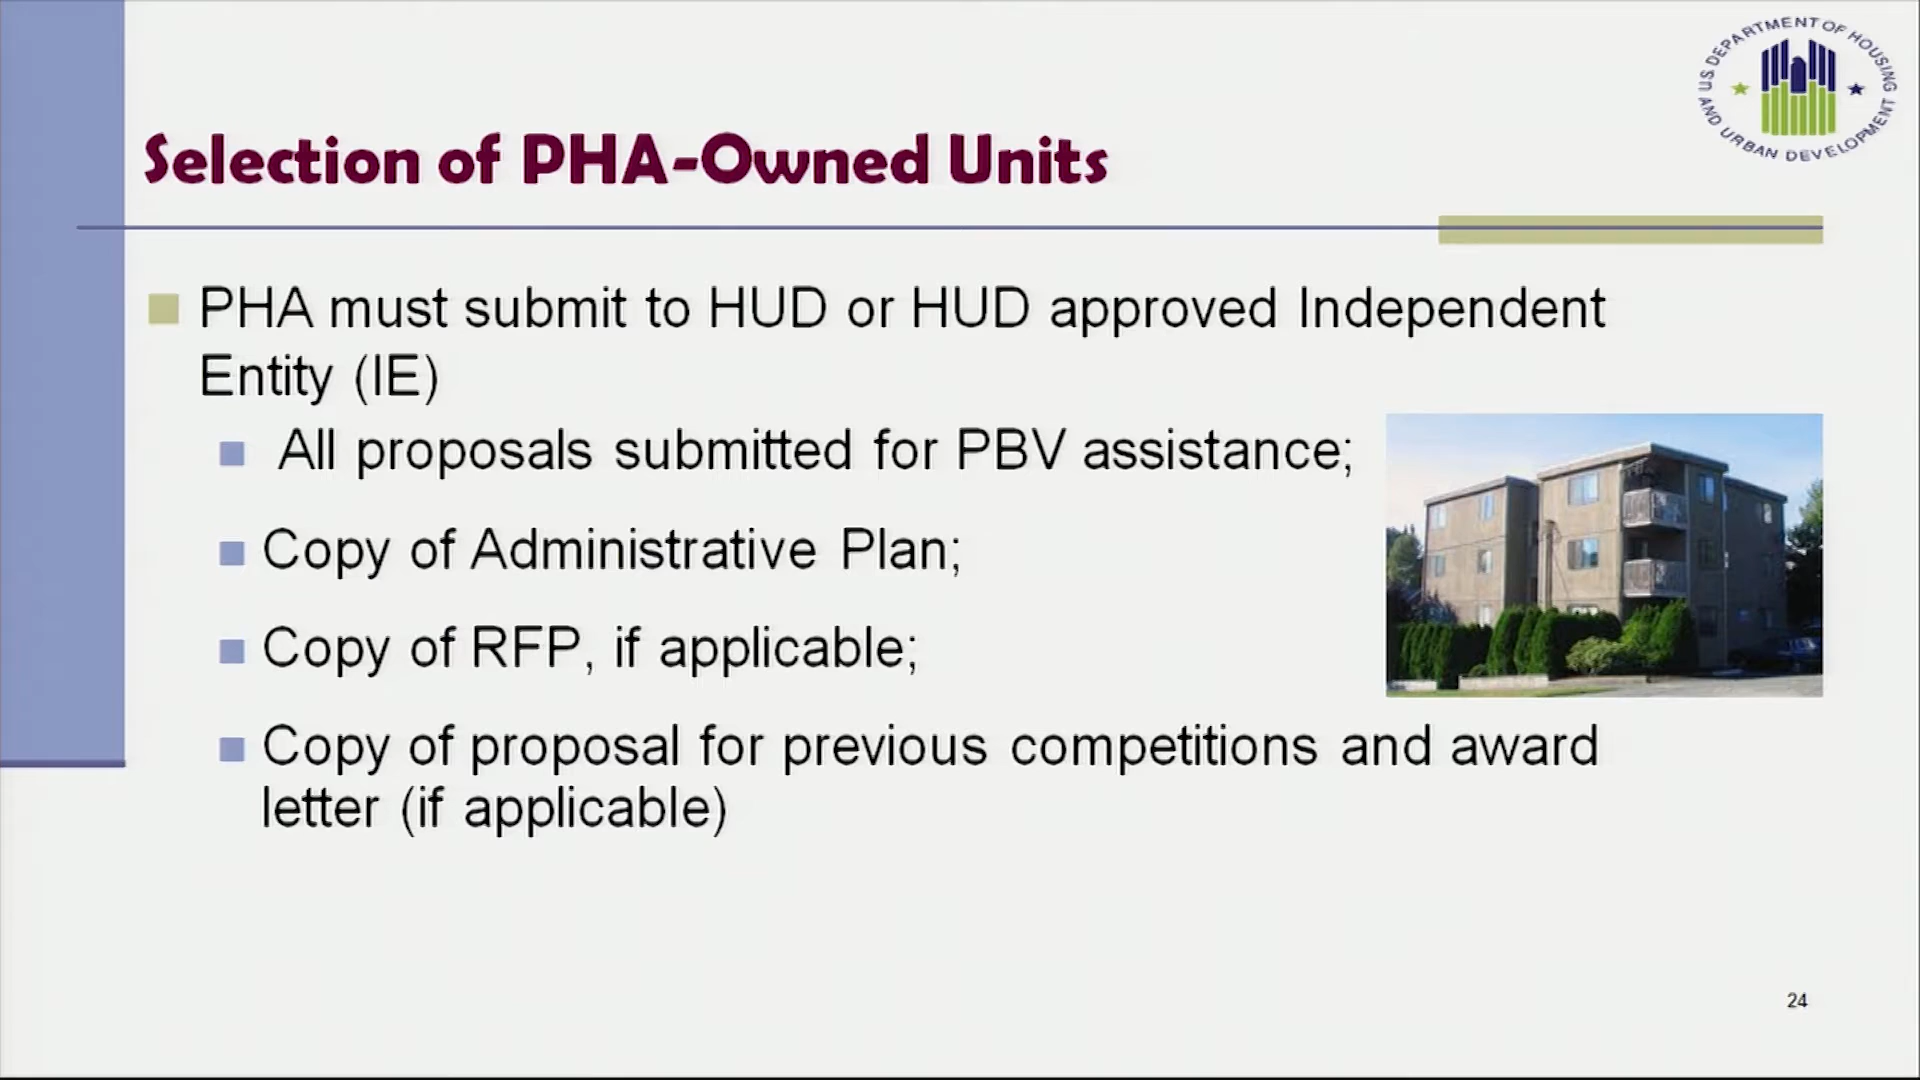 US DEPARTMENT OF HOUSING AND URBAN DEVELOPMENT
Selection of PHA-Owned Units
PHA must submit to HUD or HUD approved Independent
Entity (IE)
All proposals submitted for PBV assistance;
Copy of Administrative Plan;
Copy of RFP, if applicable;
Copy of proposal for previous competitions and award
letter (if applicable)
24